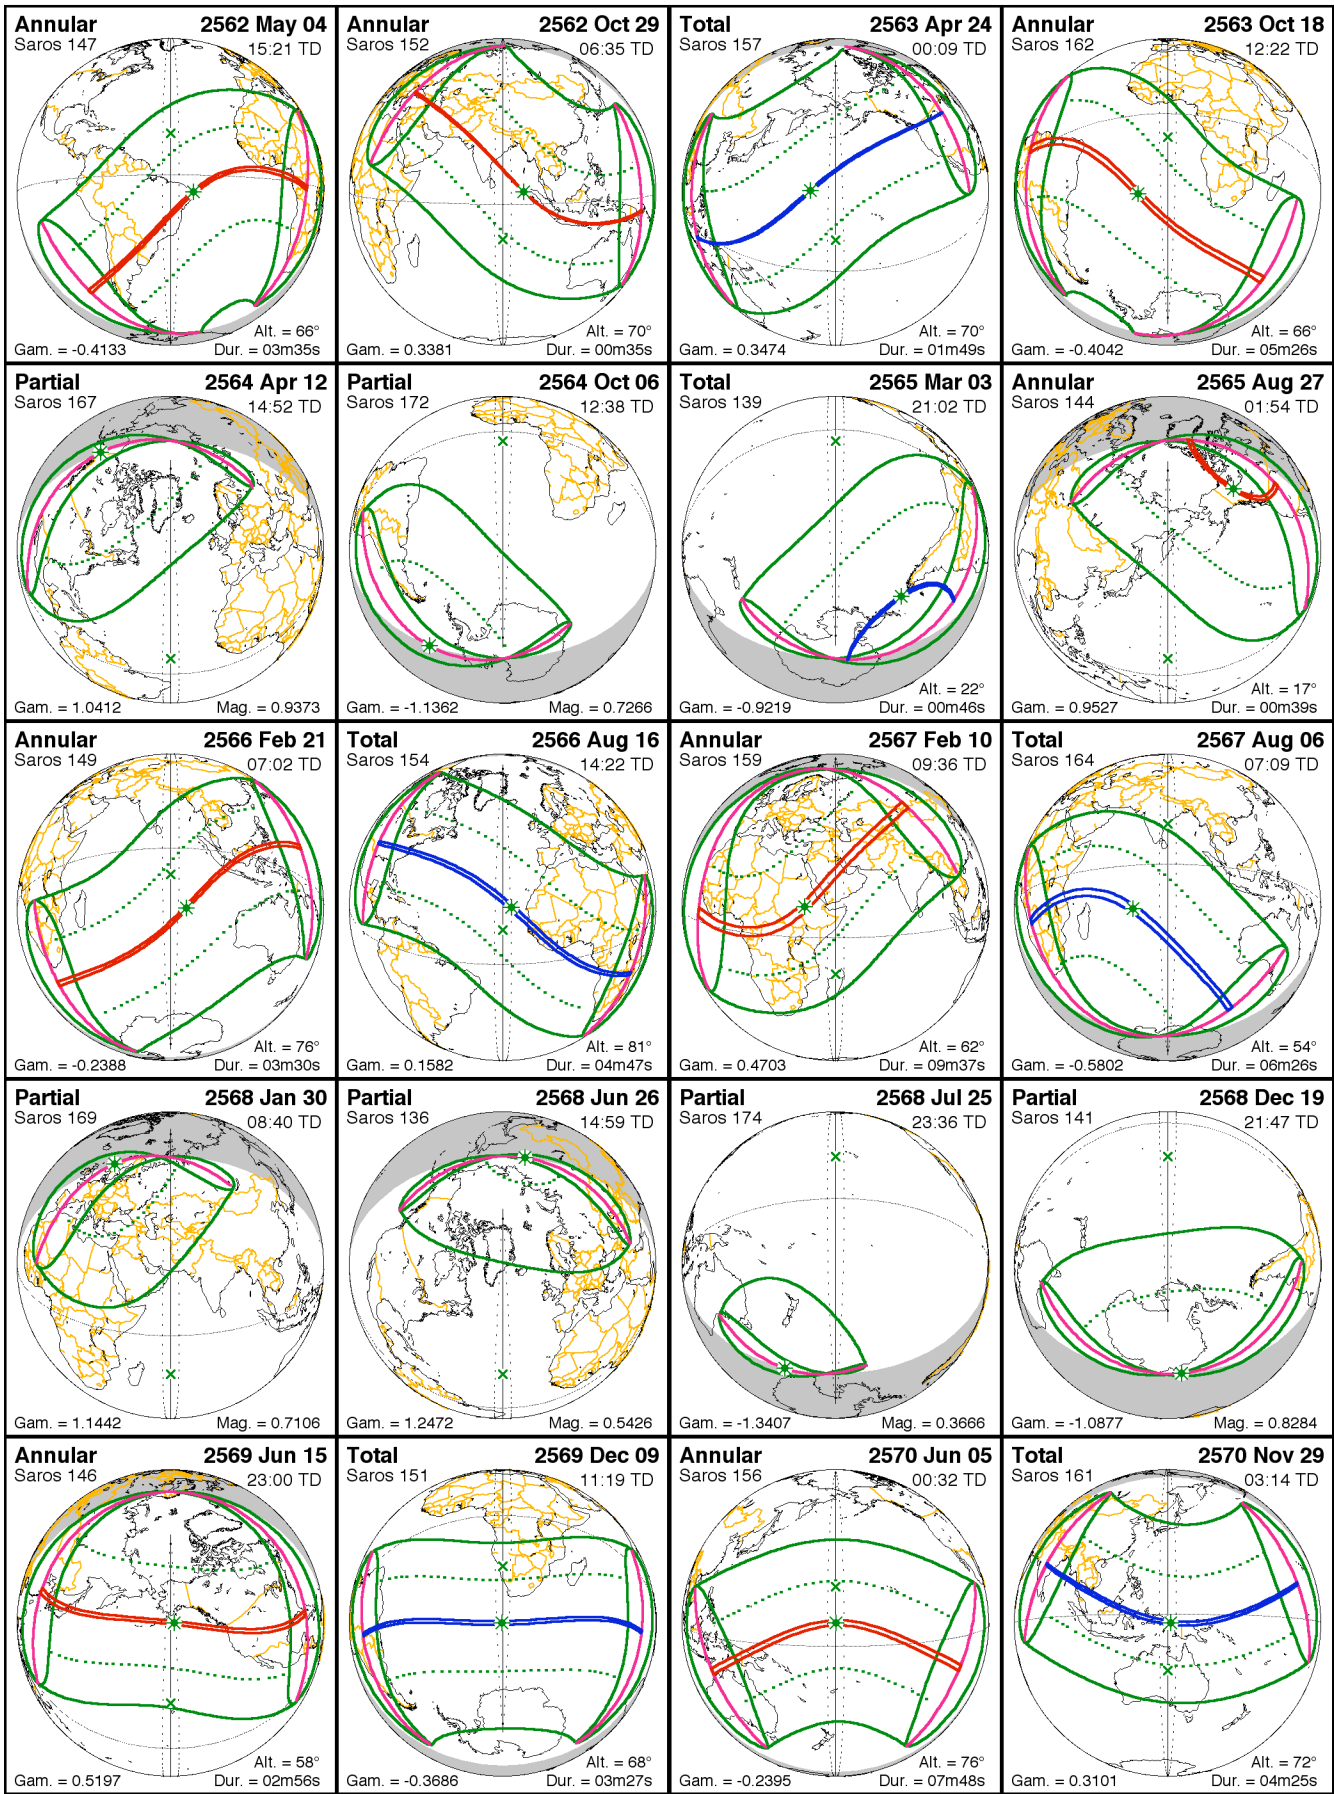 Annular 2562 May 04
Saros 147 15:21 TD
Alt. = 66°
Gam. = -0.4133 Dur. = 03m35s
Annular 2562 Oct 29
Saros 152 06:35 TD
Alt. = 70°
Gam. = 0.3381 Dur. = 00m35s
Total 2563 Apr 24
Saros 157 00:09 TD
Alt. = 70°
Gam. = 0.3474 Dur. = 01m49s
Annular 2563 Oct 18
Saros 162 12:22 TD
Alt. = 66°
Gam. = -0.4042 Dur. = 05m26s
Partial 2564 Apr 12
Saros 167 14:52 TD
Gam. = 1.0412 Mag. = 0.9373
Partial 2564 Oct 06
Saros 172 12:38 TD
Gam. = -1.1362 Mag. = 0.7266
Total 2565 Mar 03
Saros 139 21:02 TD
Alt. = 22°
Gam. = -0.9219 Dur. = 00m46s
Annular 2565 Aug 27
Saros 144 01:54 TD
Alt. = 17°
Gam. = 0.9527 Dur. = 00m39s
Annular 2566 Feb 21
Saros 149 07:02 TD
Alt. = 76°
Gam. = -0.2388 Dur. = 03m30s
Total 2566 Aug 16
Saros 154 14:22 TD
Alt. = 81°
Gam. = 0.1582 Dur. = 04m47s
Annular 2567 Feb 10
Saros 159 09:36 TD
Alt. = 62°
Gam. = 0.4703 Dur. = 09m37s
Total 2567 Aug 06
Saros 164 07:09 TD
Alt. = 54°
Gam. = -0.5802 Dur. = 06m26s
Partial 2568 Jan 30
Saros 169 08:40 TD
Gam. = 1.1442 Mag. = 0.7106
Partial 2568 Jun 26
Saros 136 14:59 TD
Gam. = 1.2472 Mag. = 0.5426
Partial 2568 Jul 25
Saros 174 23:36 TD
Gam. = -1.3407 Mag. = 0.3666
Partial 2568 Dec 19
Saros 141 21:47 TD
Gam. = -1.0877 Mag. = 0.8284
Annular 2569 Jun 15
Saros 146 23:00 TD
Alt. = 58°
Gam. = 0.5197 Dur. = 02m56s
Total 2569 Dec 09
Saros 151 11:19 TD
Alt. = 68°
Gam. = -0.3686 Dur. = 03m27s
Annular 2570 Jun 05
Saros 156 00:32 TD
Alt. = 76°
Gam. = -0.2395 Dur. = 07m48s
Total 2570 Nov 29
Saros 161 03:14 TD
Alt. = 72°
Gam. = 0.3101 Dur. = 04m25s